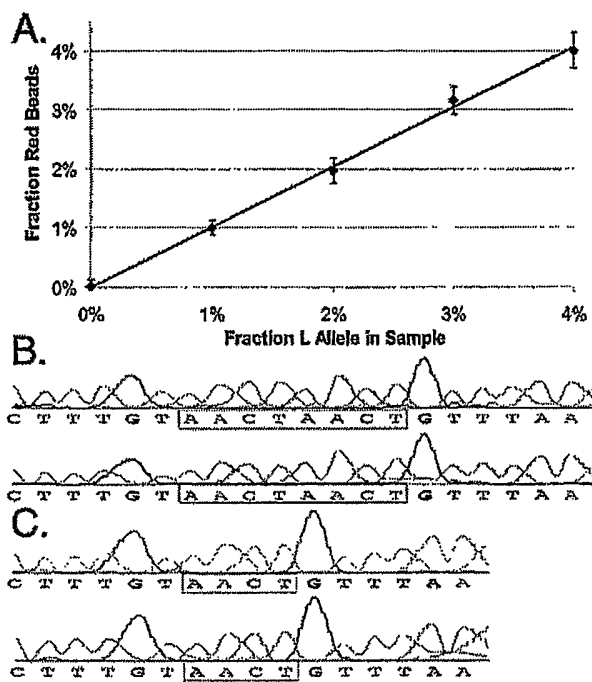 A.
Fraction Red Beads
4%
3%
2%
1%
0%
0% 1% 2% 3% 4%
Fraction L Allele in Sample
B.
C T T T G T A A C T A A C T G T T T A A
C T T T G T A A C T A A C T G T T T A A
C.
C T T T G T A A C T G T T T A A
C T T T G T A A C T G T T T A A